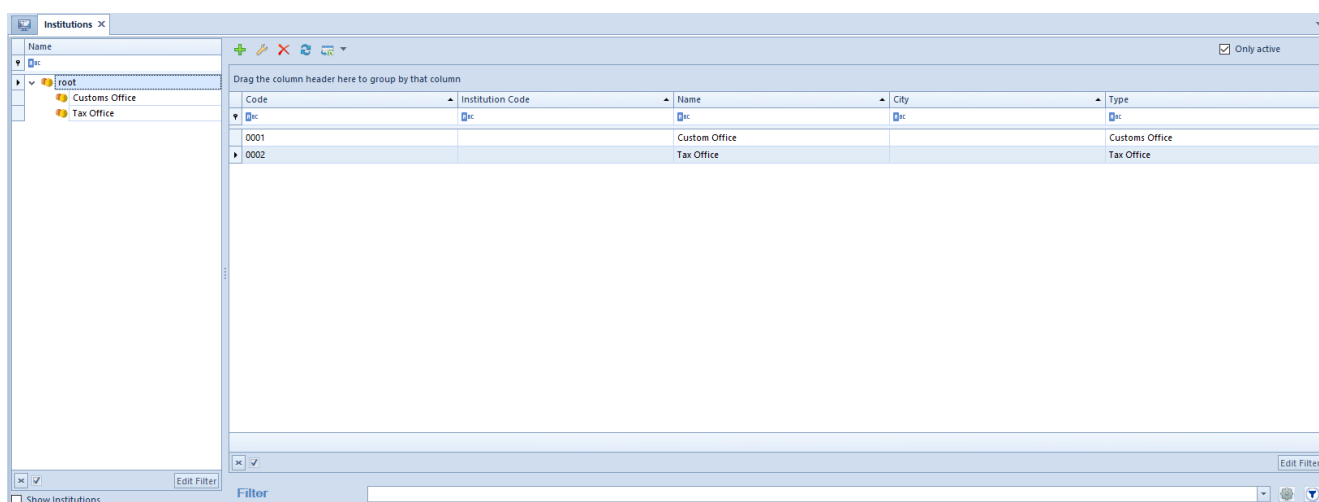 Institutions
Name
root
Customs Office
Tax Office
Edit Filter
Show Institutions
Only active
Drag the column header here to group by that column
Code Institution Code Name City Type
0001 Custom Office Customs Office
0002 Tax Office Tax Office
Edit Filter
Filter